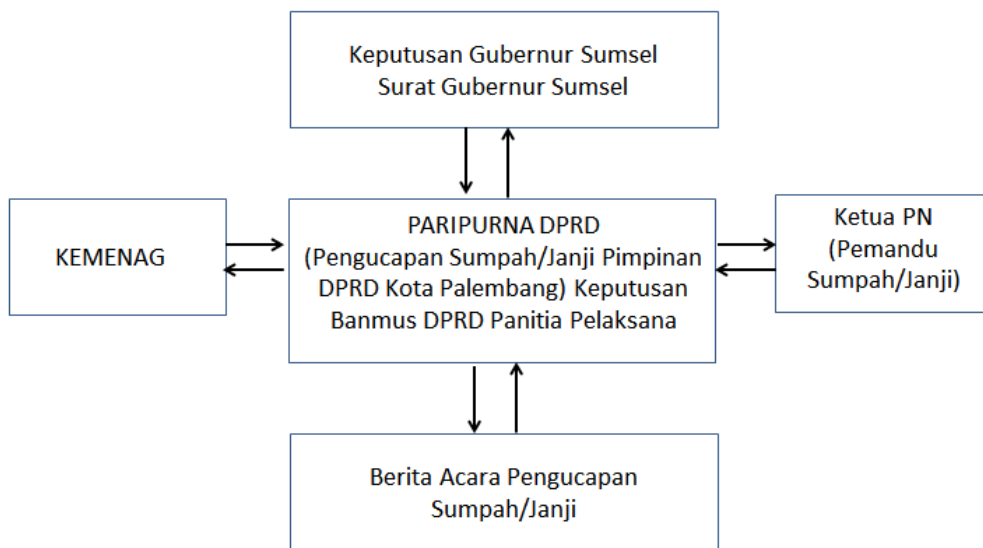 Keputusan Gubernur Sumsel
Surat Gubernur Sumsel
KEMENAG
PARIPURNA DPRD
(Pengucapan Sumpah/Janji Pimpinan
DPRD Kota Palembang) Keputusan
Banmus DPRD Panitia Pelaksana
Ketua PN
(Pemandu
Sumpah/Janji)
Berita Acara Pengucapan
Sumpah/Janji